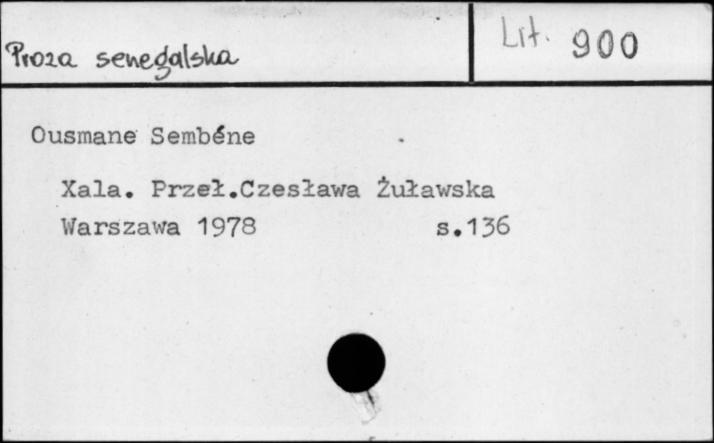 Proza senegalska
Lit. 900
Ousmane Sembéne
Xala. Przeł.Czesława Żuławska
Warszawa 1978 s.136